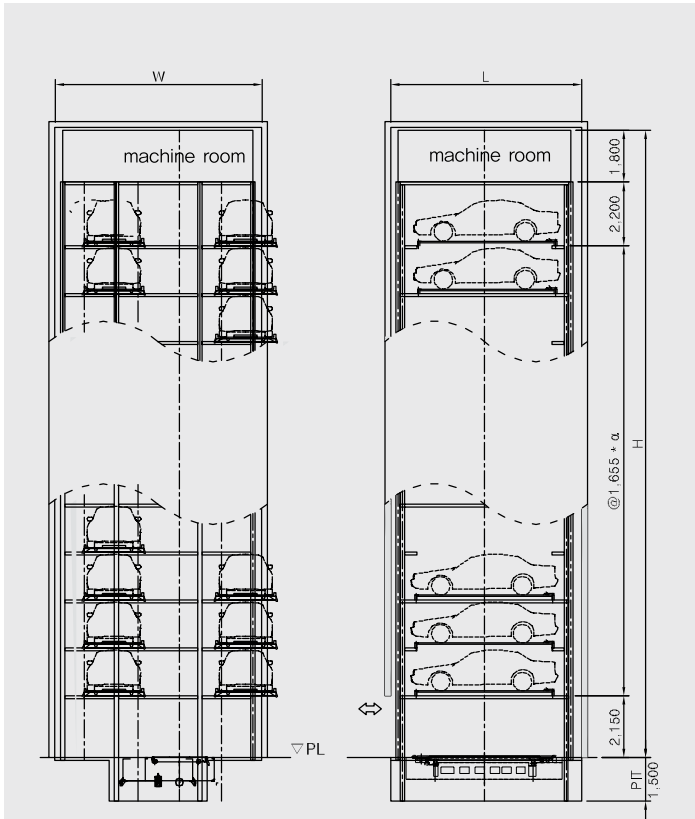 W
L
machine room
machine room
1,800
2,200
@1,655 * α
H
2,150
▽PL
PIT
1,500